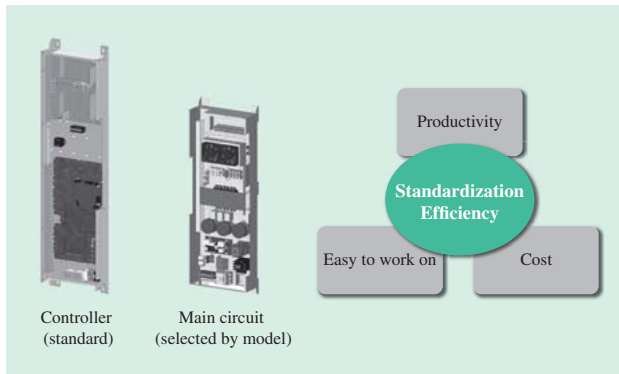 Productivity
Standardization
Efficiency
Easy to work on
Cost
Controller
(standard)
Main circuit
(selected by model)